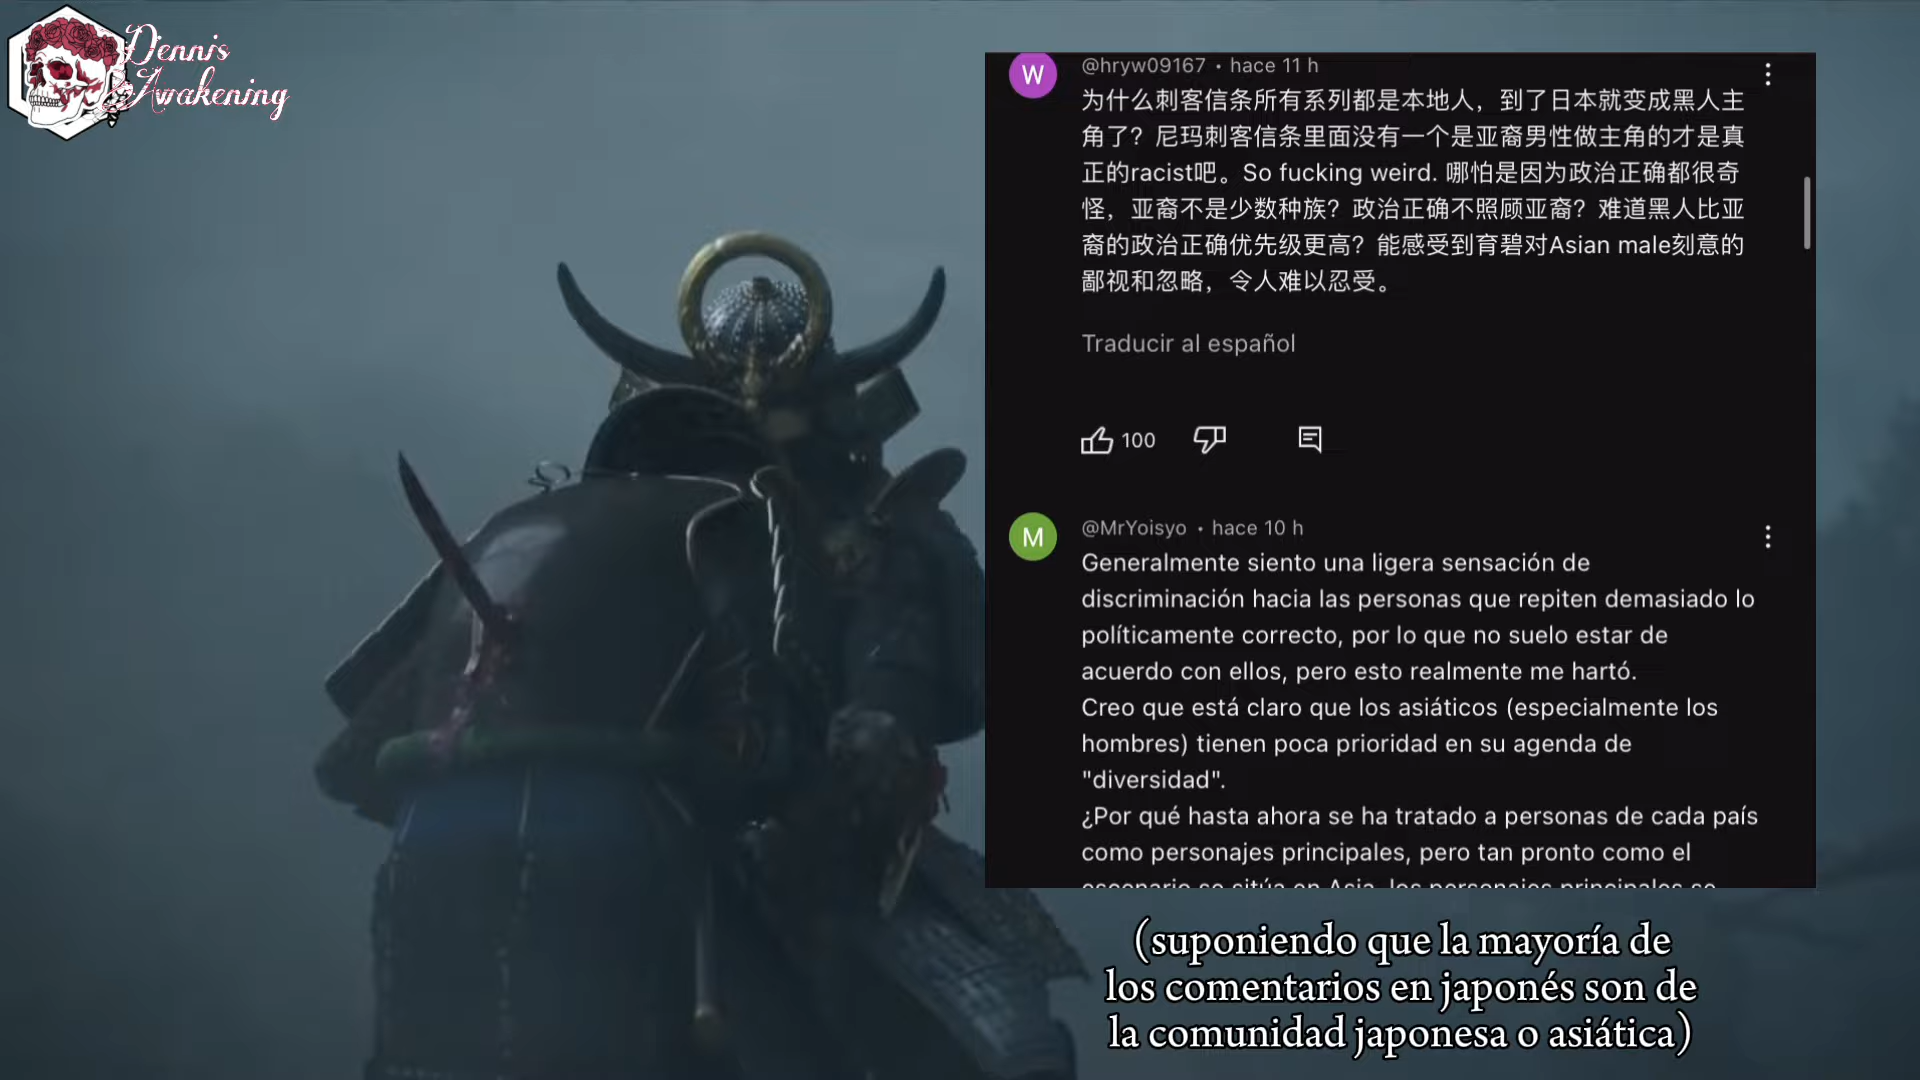 Dennis
Awakening
W
@hryw09167 • hace 11 h
为什么刺客信条所有系列都是本地人，到了日本就变成黑人主
角了？尼玛刺客信条里面没有一个是亚裔男性做主角的才是真
正的racist吧。So fucking weird. 哪怕是因为政治正确都很奇
怪，亚裔不是少数种族？政治正确不照顾亚裔？难道黑人比亚
裔的政治正确优先级更高？能感受到育碧对Asian male刻意的
鄙视和忽略，令人难以忍受。
Traducir al español
100
M
@MrYoisyo • hace 10 h
Generalmente siento una ligera sensación de
discriminación hacia las personas que repiten demasiado lo
políticamente correcto, por lo que no suelo estar de
acuerdo con ellos, pero esto realmente me hartó.
Creo que está claro que los asiáticos (especialmente los
hombres) tienen poca prioridad en su agenda de
"diversidad".
¿Por qué hasta ahora se ha tratado a personas de cada país
como personajes principales, pero tan pronto como el
escenario se sitúa en Asia, los personajes principales se
(suponiendo que la mayoría de
los comentarios en japonés son de
la comunidad japonesa o asiática)